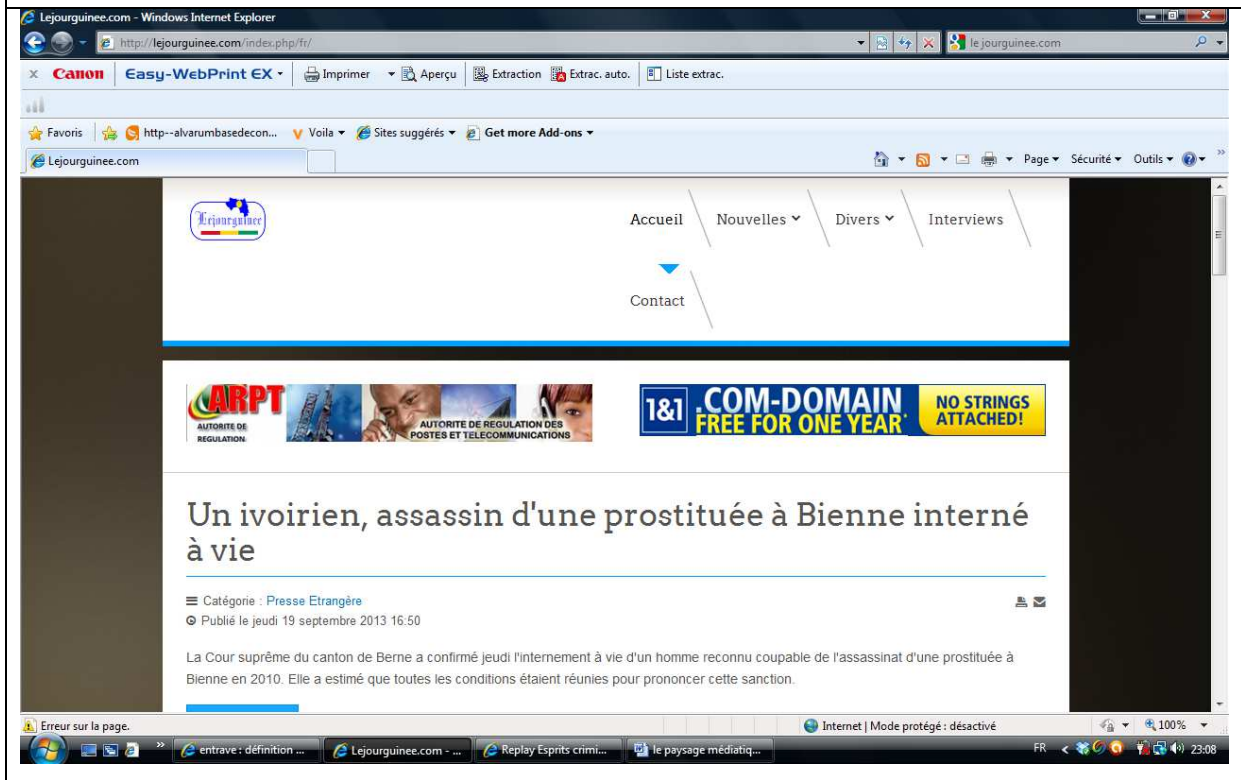 Lejourguinee.com - Windows Internet Explorer
http://lejourguinee.com/index.php/fr/
le jourguinee.com
x Canon Easy-WebPrint EX Imprimer Aperçu Extraction Extrac. auto. Liste extrac.
Favoris http--alvarumbasedecon... Voila Sites suggérés Get more Add-ons
Lejourguinee.com
Page Sécurité Outils
Lejourguinee
Accueil Nouvelles Divers Interviews
Contact
ARPT
AUTORITE DE
REGULATION
AUTORITE DE REGULATION DES
POSTES ET TELECOMMUNICATIONS
1&1 .COM-DOMAIN
FREE FOR ONE YEAR*
NO STRINGS
ATTACHED!
Un ivoirien, assassin d'une prostituée à Bienne interné
à vie
Catégorie : Presse Etrangère
Publié le jeudi 19 septembre 2013 16:50
La Cour suprême du canton de Berne a confirmé jeudi l'internement à vie d'un homme reconnu coupable de l'assassinat d'une prostituée à
Bienne en 2010. Elle a estimé que toutes les conditions étaient réunies pour prononcer cette sanction.
Erreur sur la page. Internet | Mode protégé : désactivé 100%
entrave : définition ... Lejourguinee.com - ... Replay Esprits crimi... le paysage médiatiq... FR 23:08